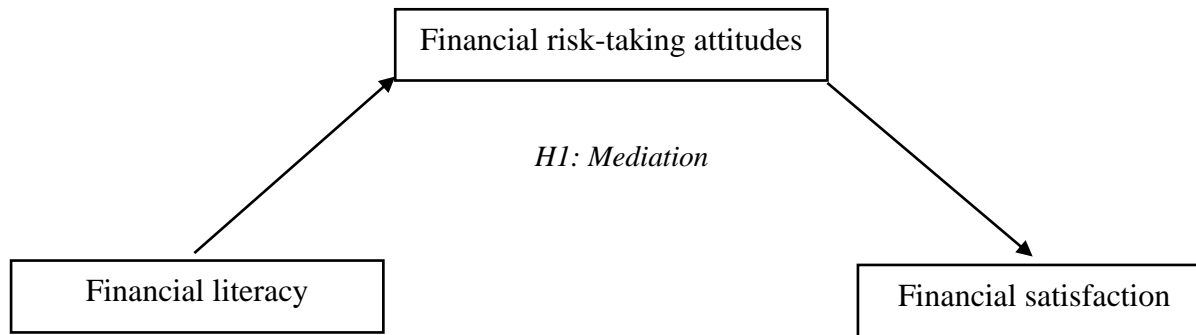 Financial risk-taking attitudes
H1: Mediation
Financial literacy
Financial satisfaction